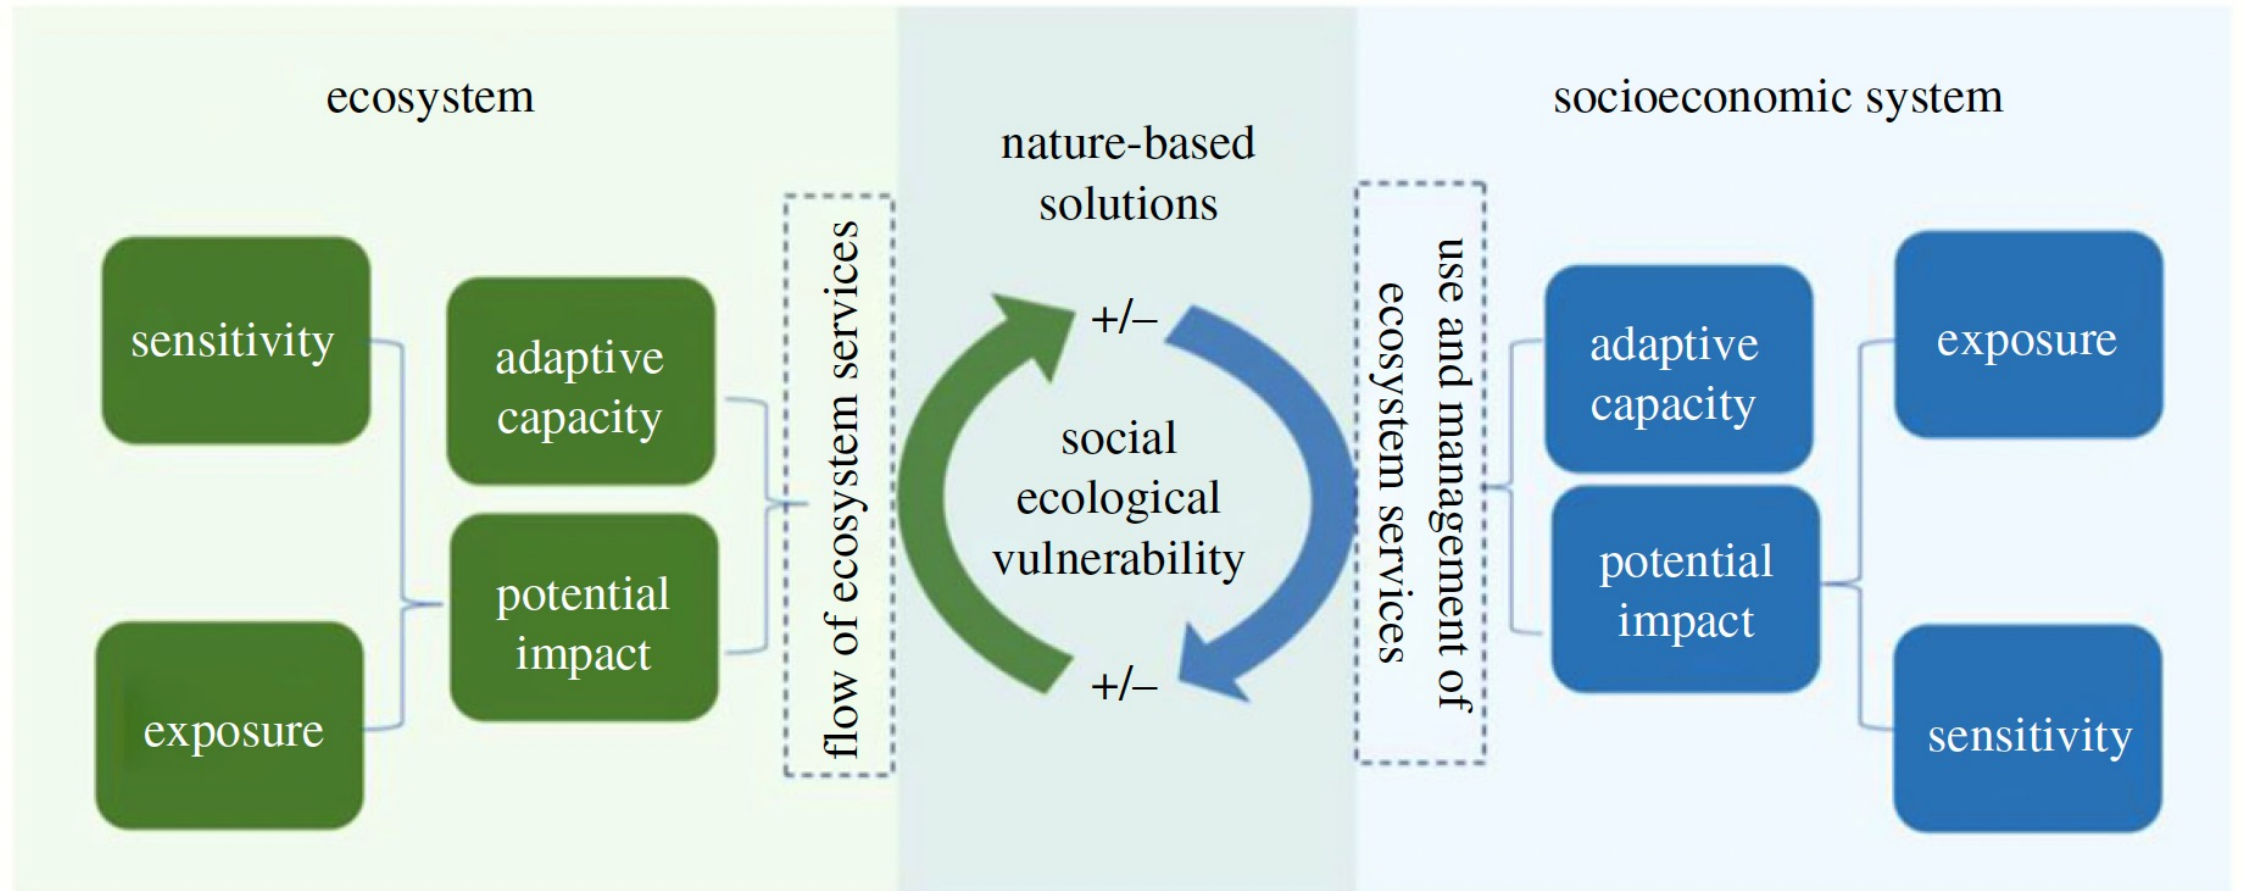 ecosystem
sensitivity
exposure
adaptive
capacity
potential
impact
flow of ecosystem services
nature-based
solutions
+/–
social
ecological
vulnerability
+/–
socioeconomic system
use and management of
ecosystem services
adaptive
capacity
potential
impact
exposure
sensitivity